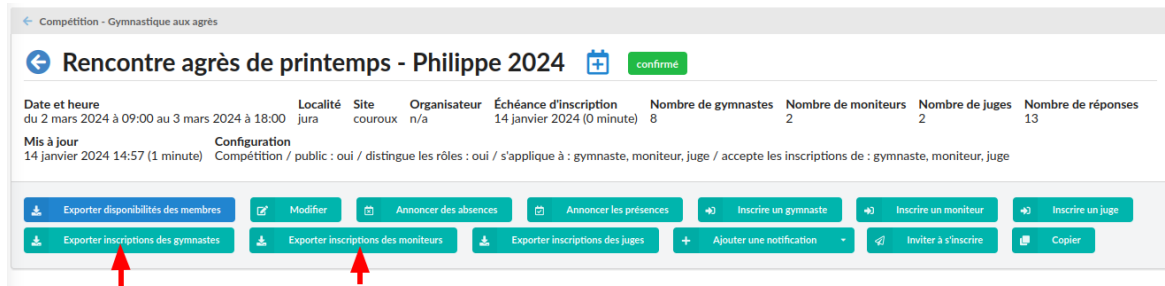 Compétition - Gymnastique aux agrès
Rencontre agrès de printemps - Philippe 2024 confirmé
Date et heure Localité Site Organisateur Échéance d'inscription Nombre de gymnastes Nombre de moniteurs Nombre de juges Nombre de réponses
du 2 mars 2024 à 09:00 au 3 mars 2024 à 18:00 jura couroux n/a 14 janvier 2024 (0 minute) 8 2 2 13
Mis à jour Configuration
14 janvier 2024 14:57 (1 minute) Compétition / public : oui / distingue les rôles : oui / s'applique à : gymnaste, moniteur, juge / accepte les inscriptions de : gymnaste, moniteur, juge
Exporter disponibilités des membres Modifier Annoncer des absences Annoncer les présences Inscrire un gymnaste Inscrire un moniteur Inscrire un juge
Exporter inscriptions des gymnastes Exporter inscriptions des moniteurs Exporter inscriptions des juges Ajouter une notification Inviter à s'inscrire Copier